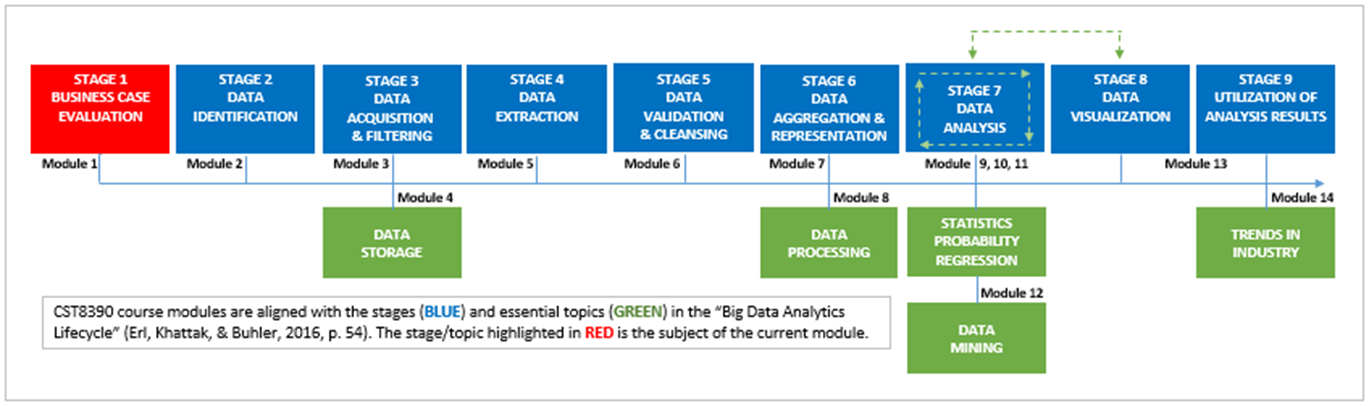 STAGE 1
BUSINESS CASE
EVALUATION
STAGE 2
DATA
IDENTIFICATION
STAGE 3
DATA
ACQUISITION
& FILTERING
STAGE 4
DATA
EXTRACTION
STAGE 5
DATA
VALIDATION
& CLEANSING
STAGE 6
DATA
AGGREGATION &
REPRESENTATION
STAGE 7
DATA
ANALYSIS
STAGE 8
DATA
VISUALIZATION
STAGE 9
UTILIZATION OF
ANALYSIS RESULTS
Module 1
Module 2
Module 3
Module 5
Module 6
Module 7
Module 9, 10, 11
Module 13
Module 4
Module 8
Module 14
DATA
STORAGE
DATA
PROCESSING
STATISTICS
PROBABILITY
REGRESSION
TRENDS IN
INDUSTRY
Module 12
DATA
MINING
CST8390 course modules are aligned with the stages (BLUE) and essential topics (GREEN) in the “Big Data Analytics
Lifecycle” (Erl, Khattak, & Buhler, 2016, p. 54). The stage/topic highlighted in RED is the subject of the current module.